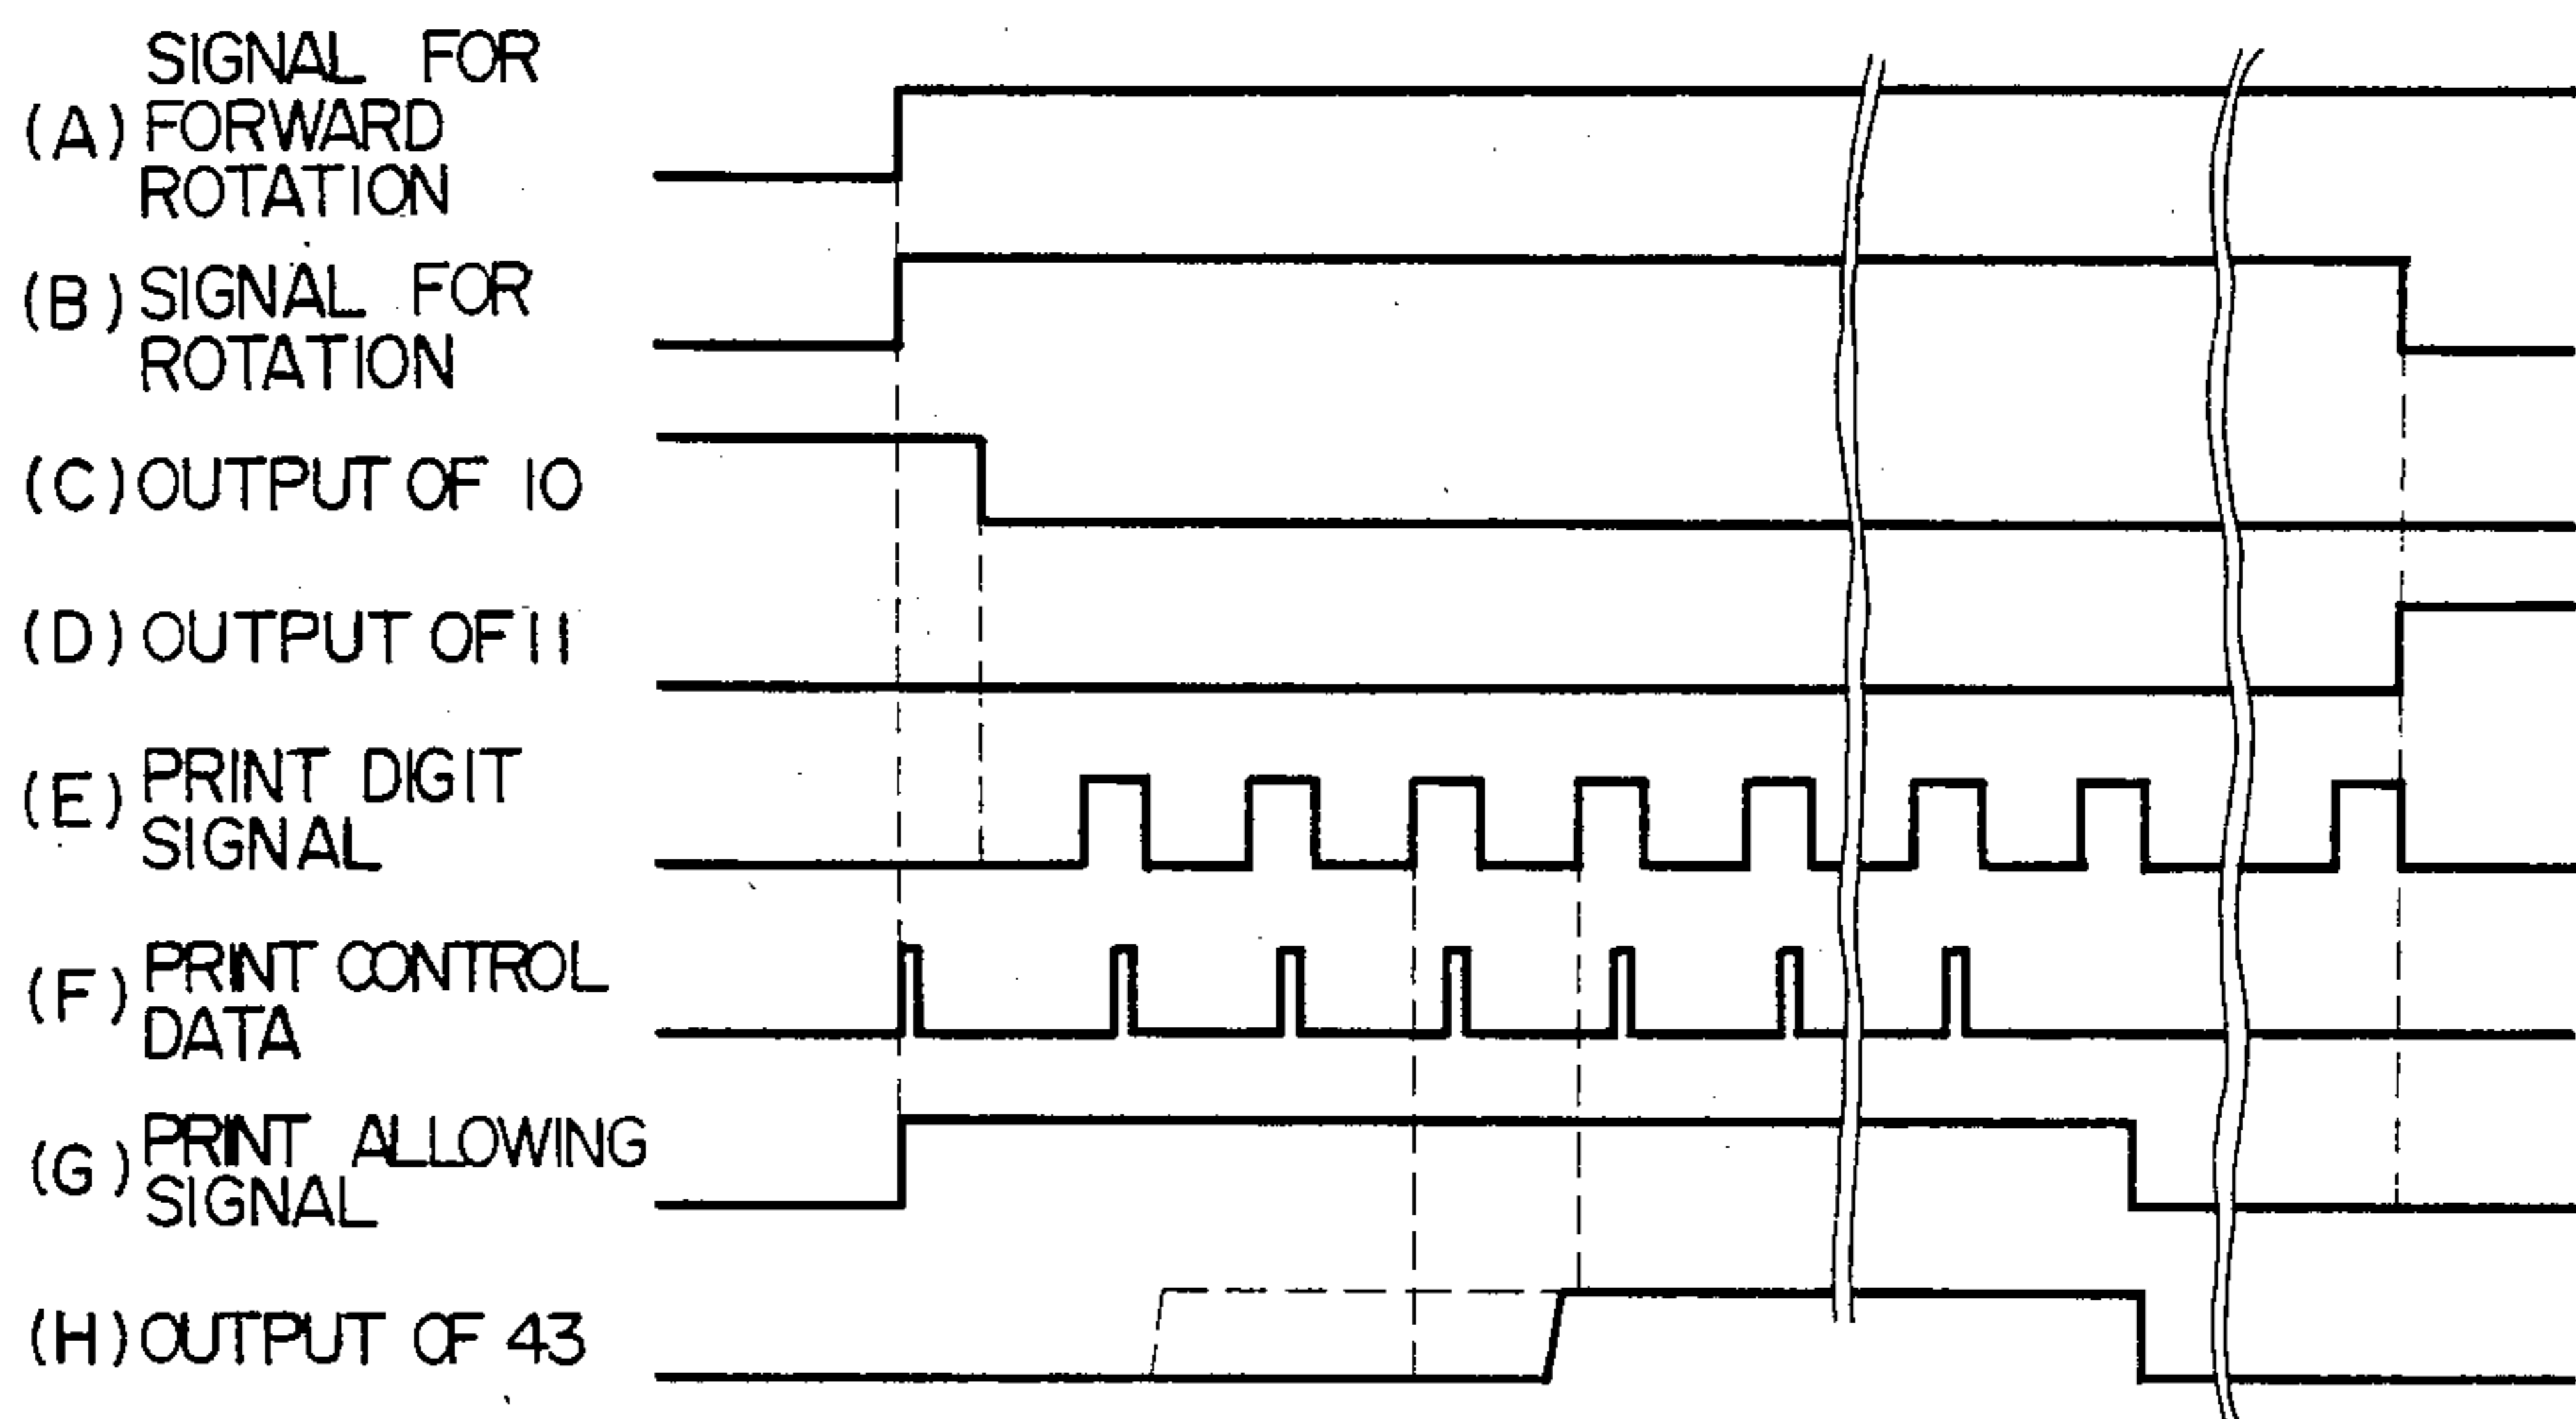 SIGNAL FOR
(A) FORWARD
ROTATION
(B) SIGNAL FOR
ROTATION
(C) OUTPUT OF 10
(D) OUTPUT OF 11
(E) PRINT DIGIT
SIGNAL
(F) PRINT CONTROL
DATA
(G) PRINT ALLOWING
SIGNAL
(H) OUTPUT OF 43